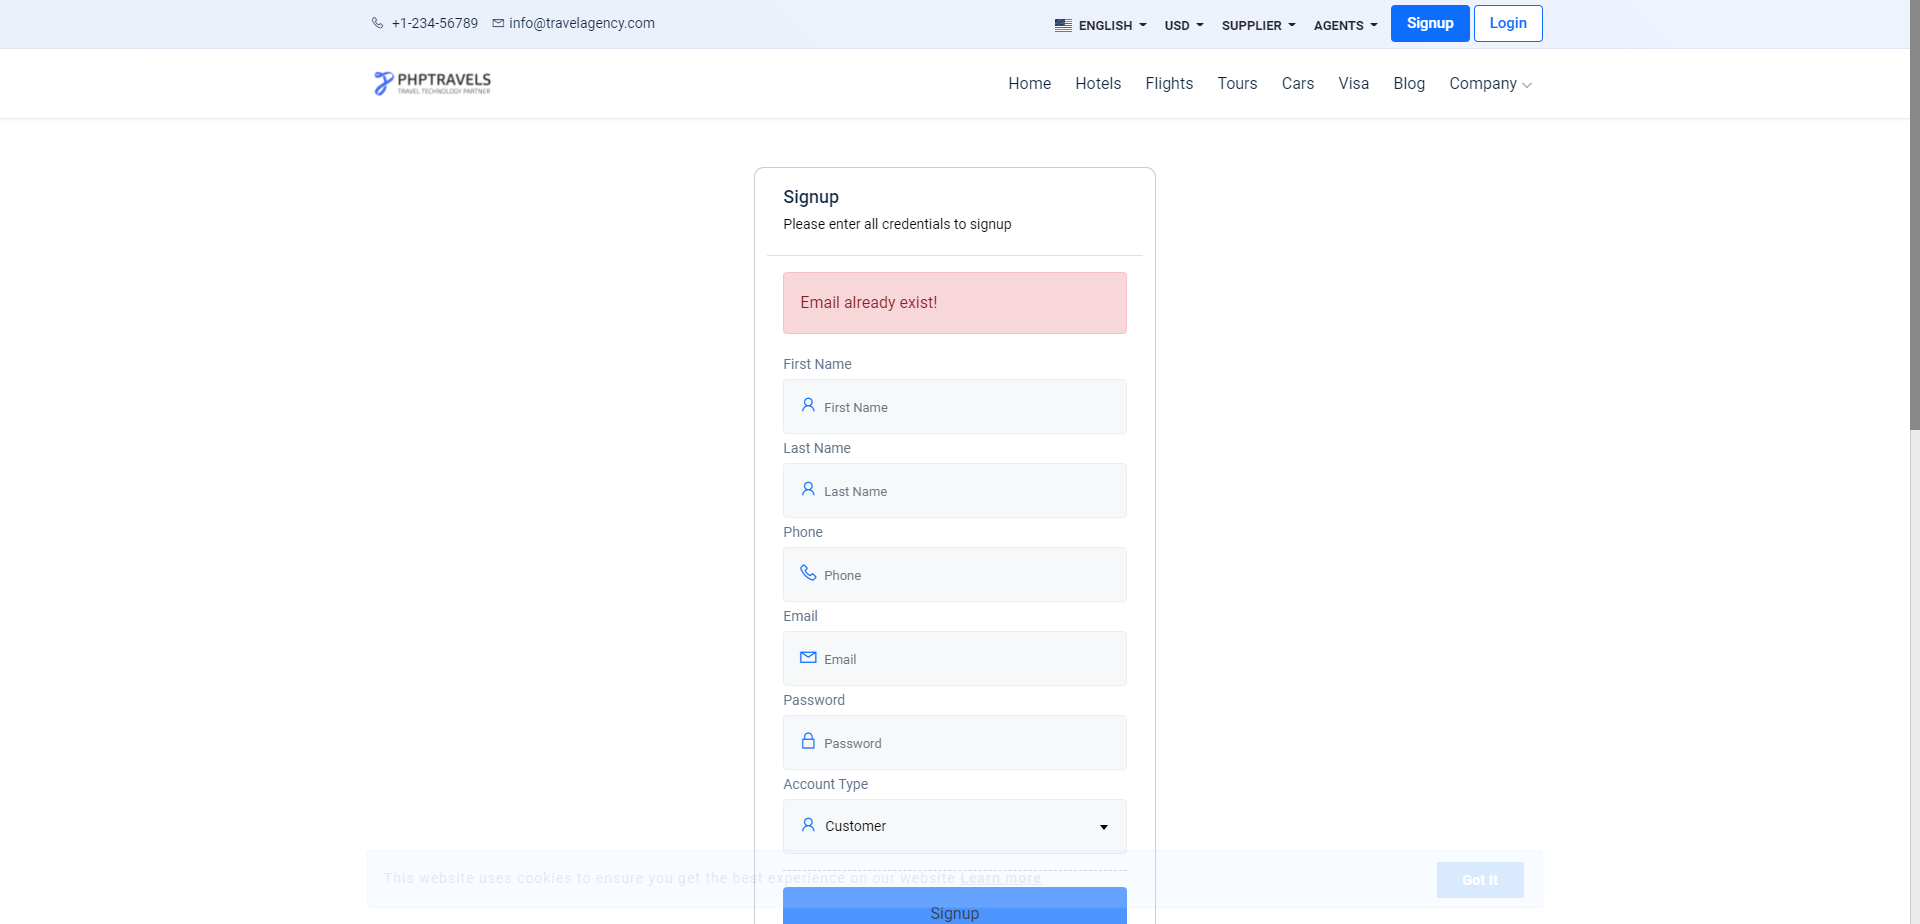 +1-234-56789 info@travelagency.com ENGLISH USD SUPPLIER AGENTS Signup Login
PHPTRAVELS
TRAVEL TECHNOLOGY PARTNER
Home Hotels Flights Tours Cars Visa Blog Company
Signup
Please enter all credentials to signup
Email already exist!
First Name
First Name
Last Name
Last Name
Phone
Phone
Email
Email
Password
Password
Account Type
Customer
This website uses cookies to ensure you get the best experience on our website Learn more Got It
Signup